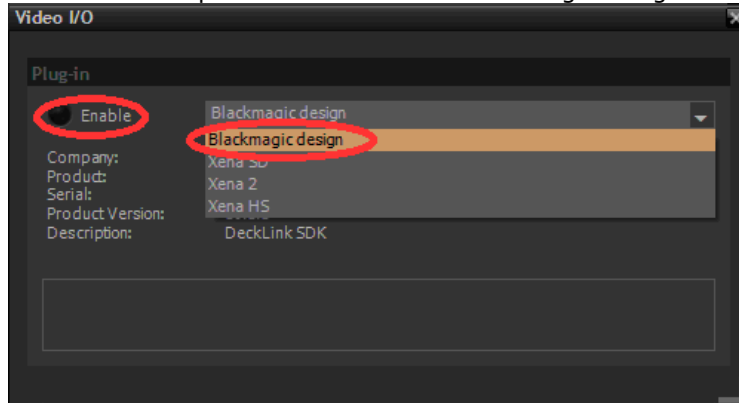 Video I/O
Plug-in
Enable
Blackmagic design
Blackmagic design
Xena SD
Xena 2
Xena HS
Company:
Product:
Serial:
Product Version:
Description:
DeckLink SDK